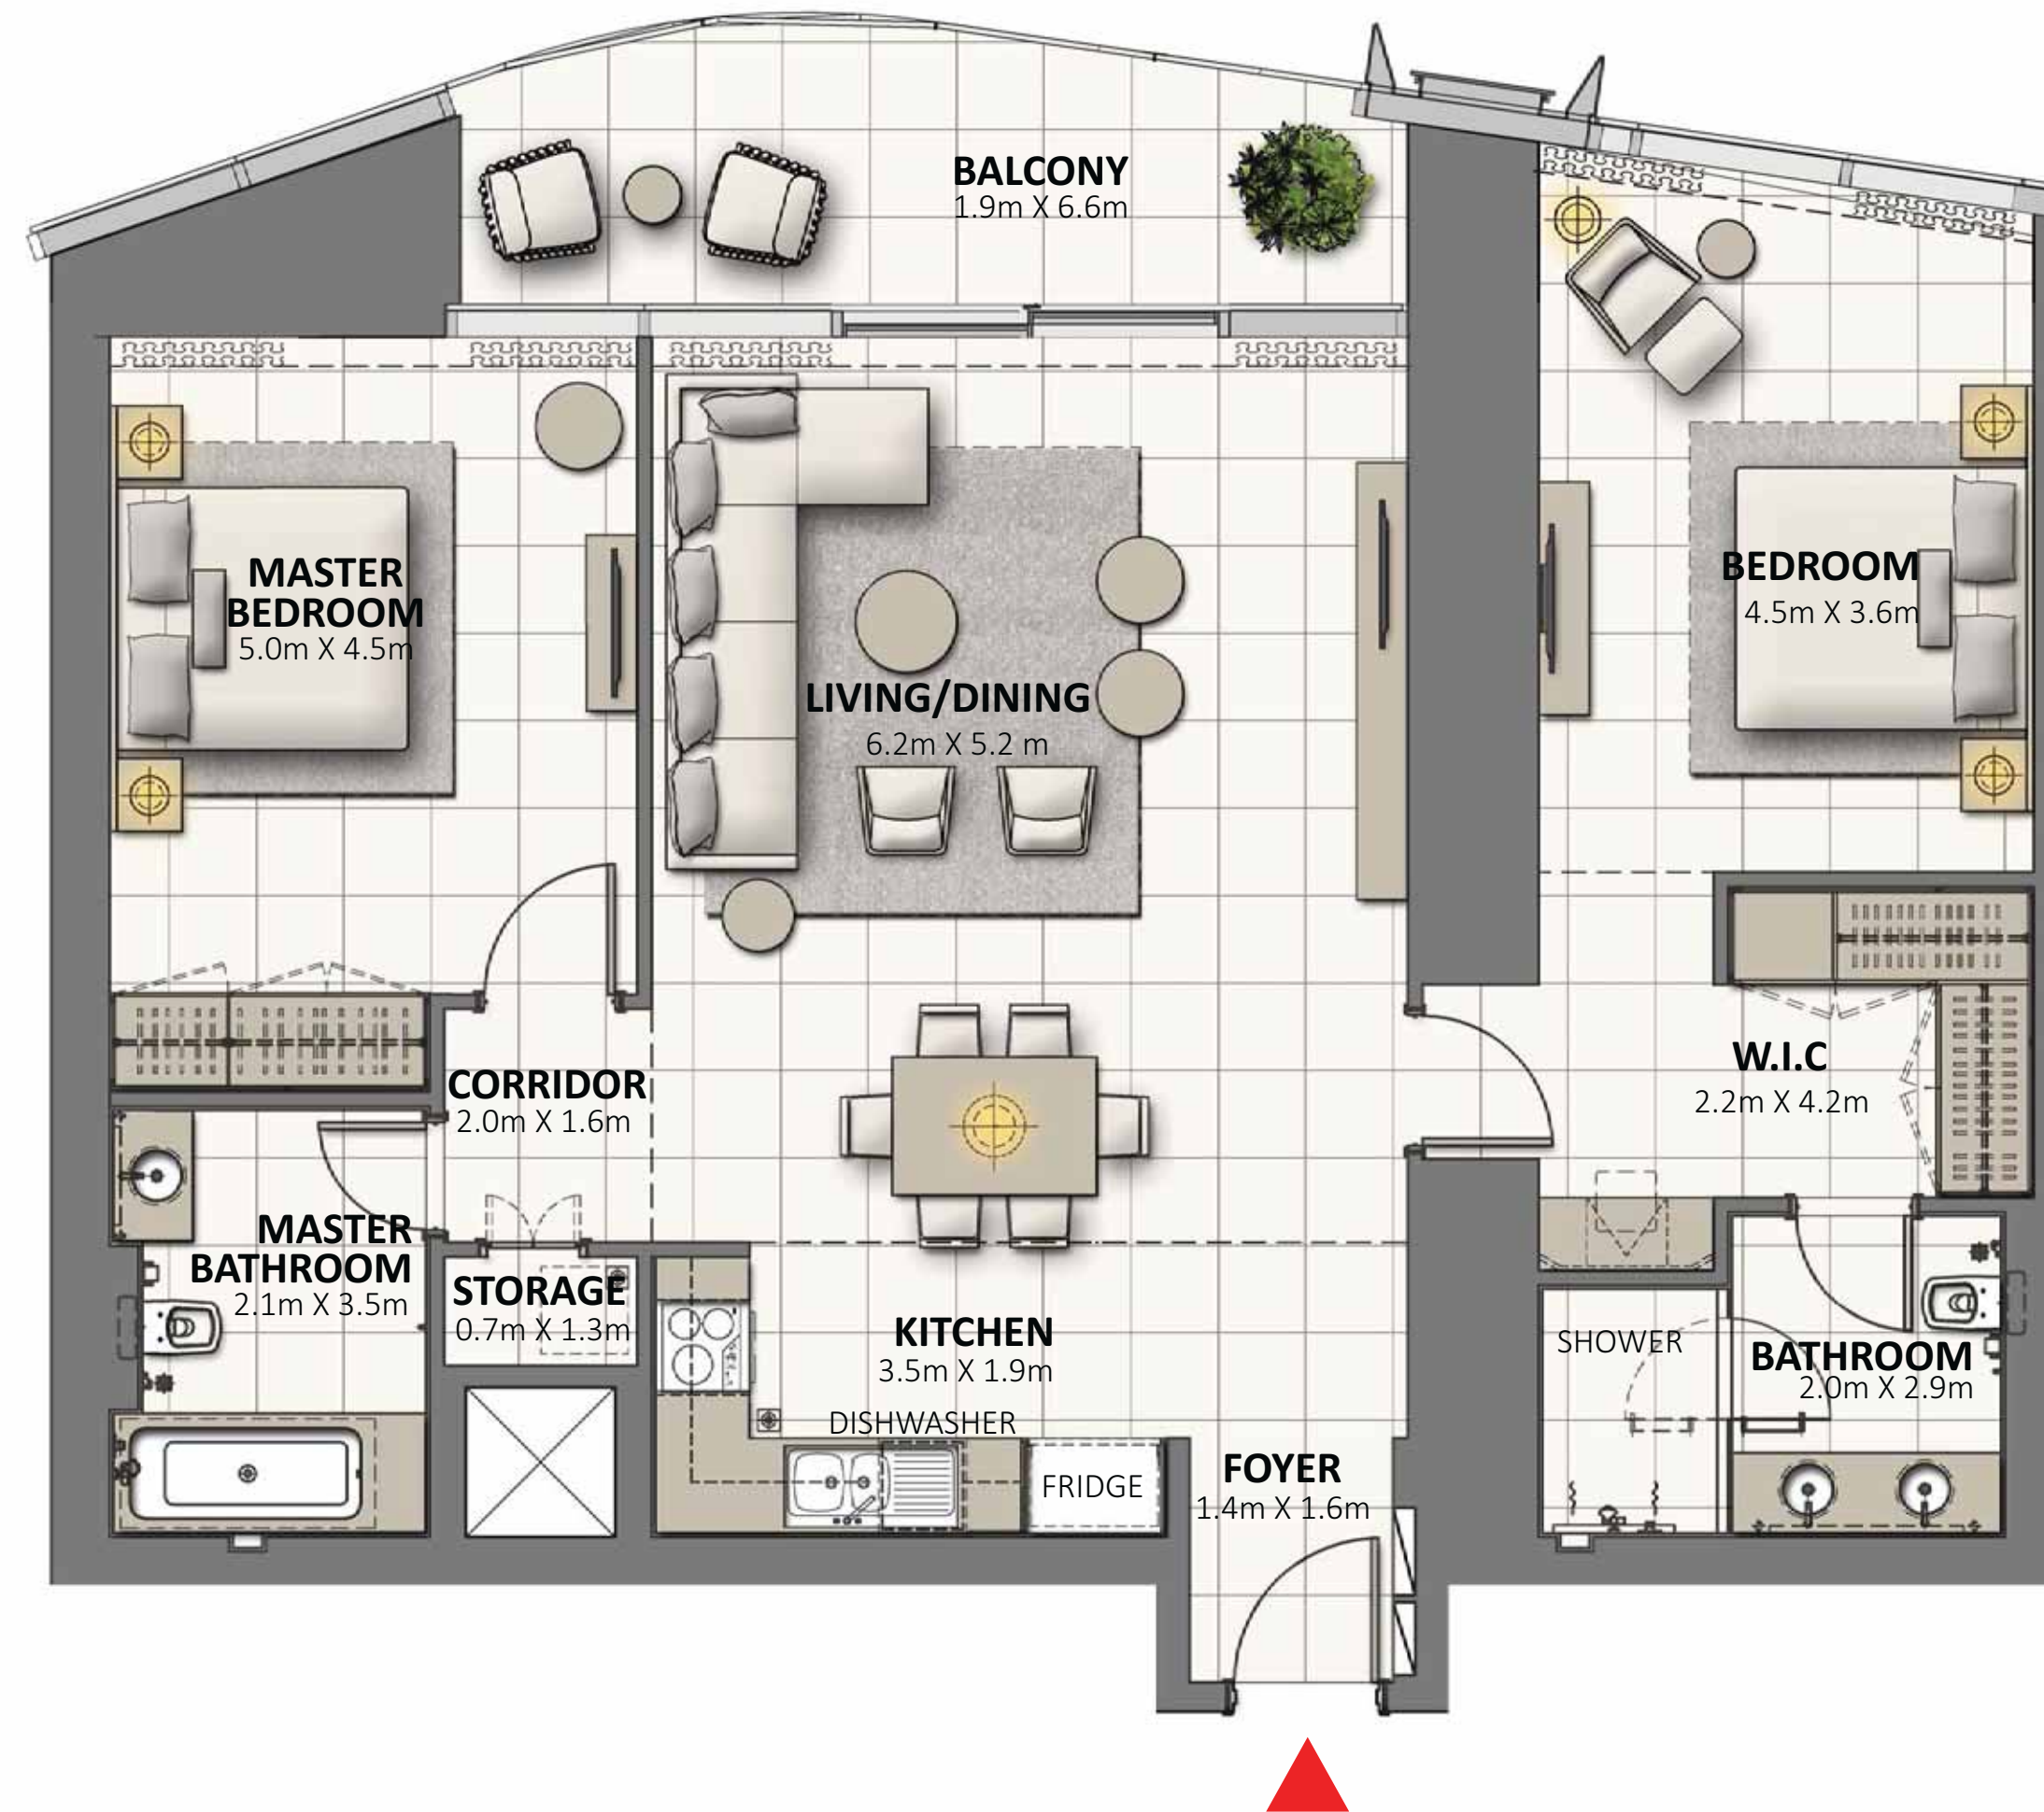 BALCONY
1.9m X 6.6m
MASTER
BEDROOM
5.0m X 4.5m
LIVING/DINING
6.2m X 5.2 m
BEDROOM
4.5m X 3.6m
CORRIDOR
2.0m X 1.6m
W.I.C
2.2m X 4.2m
MASTER
BATHROOM
2.1m X 3.5m
STORAGE
0.7m X 1.3m
KITCHEN
3.5m X 1.9m
DISHWASHER
FRIDGE
FOYER
1.4m X 1.6m
SHOWER
BATHROOM
2.0m X 2.9m